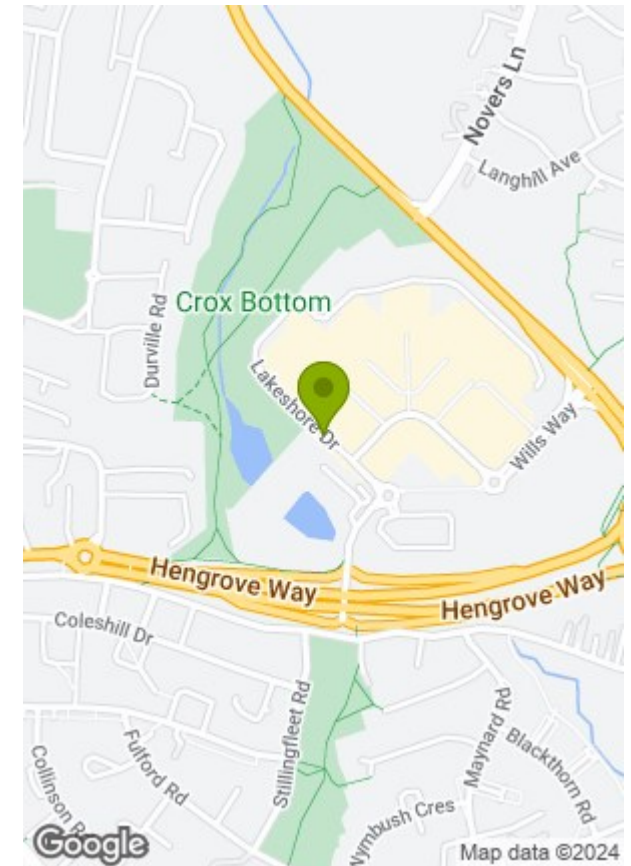 Novers Ln
Langhill Ave
Crox Bottom
Durville Rd
Lakeshore Dr
Wills Way
Hengrove Way
Hengrove Way
Coleshill Dr
Stillingfleet Rd
Maynard Rd
Blackthorn Rd
Fulford Rd
Collinson Rd
Wymbush Cres
Google
Map data ©2024